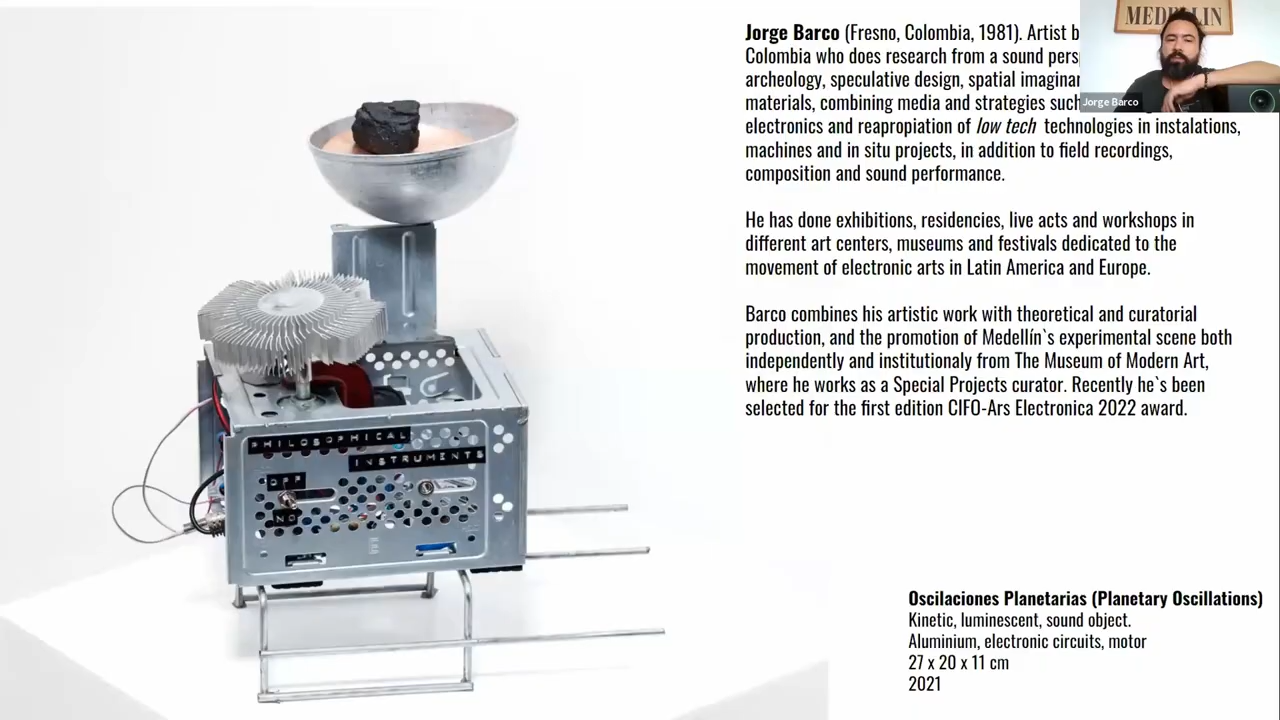 MEDELLIN
Jorge Barco
Jorge Barco (Fresno, Colombia, 1981). Artist
Colombia who does research from a sound
archeology, speculative design, spatial
materials, combining media and strategies
electronics and reapropiation of low tech technologies in instalations,
machines and in situ projects, in addition to field recordings,
composition and sound performance.
He has done exhibitions, residencies, live acts and workshops in
different art centers, museums and festivals dedicated to the
movement of electronic arts in Latin America and Europe.
Barco combines his artistic work with theoretical and curatorial
production, and the promotion of Medellín`s experimental scene both
independently and institutionaly from The Museum of Modern Art,
where he works as a Special Projects curator. Recently he`s been
selected for the first edition CIFO-Ars Electronica 2022 award.
PHILOSOPHICAL
INSTRUMENTS
OFF
NO
Oscilaciones Planetarias (Planetary Oscillations)
Kinetic, luminescent, sound object.
Aluminium, electronic circuits, motor
27 x 20 x 11 cm
2021